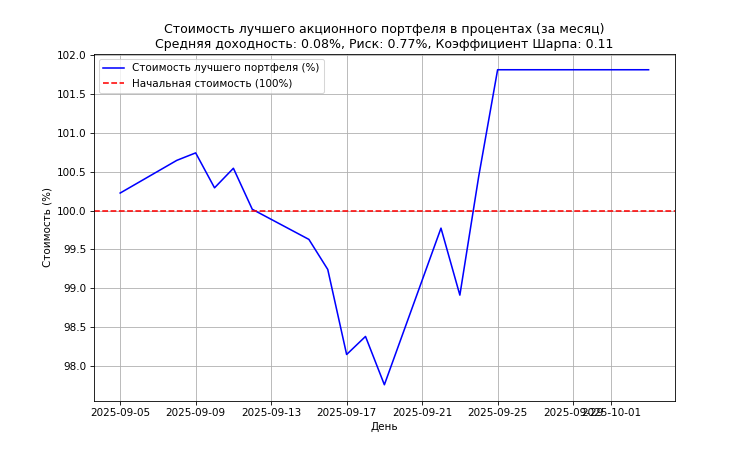 Стоимость лучшего акционного портфеля в процентах (за месяц)
Средняя доходность: 0.08%, Риск: 0.77%, Коэффициент Шарпа: 0.11
Стоимость лучшего портфеля (%)
Начальная стоимость (100%)
Стоимость (%)
102.0
101.5
101.0
100.5
100.0
99.5
99.0
98.5
98.0
2025-09-05 2025-09-09 2025-09-13 2025-09-17 2025-09-21 2025-09-25 2025-09-29 2025-10-01
День